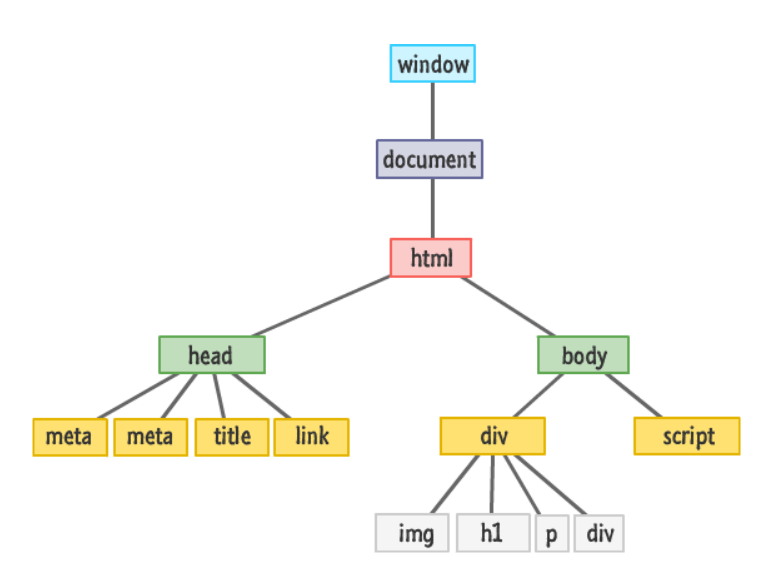 window
document
html
head body
meta meta title link div script
img h1 p div